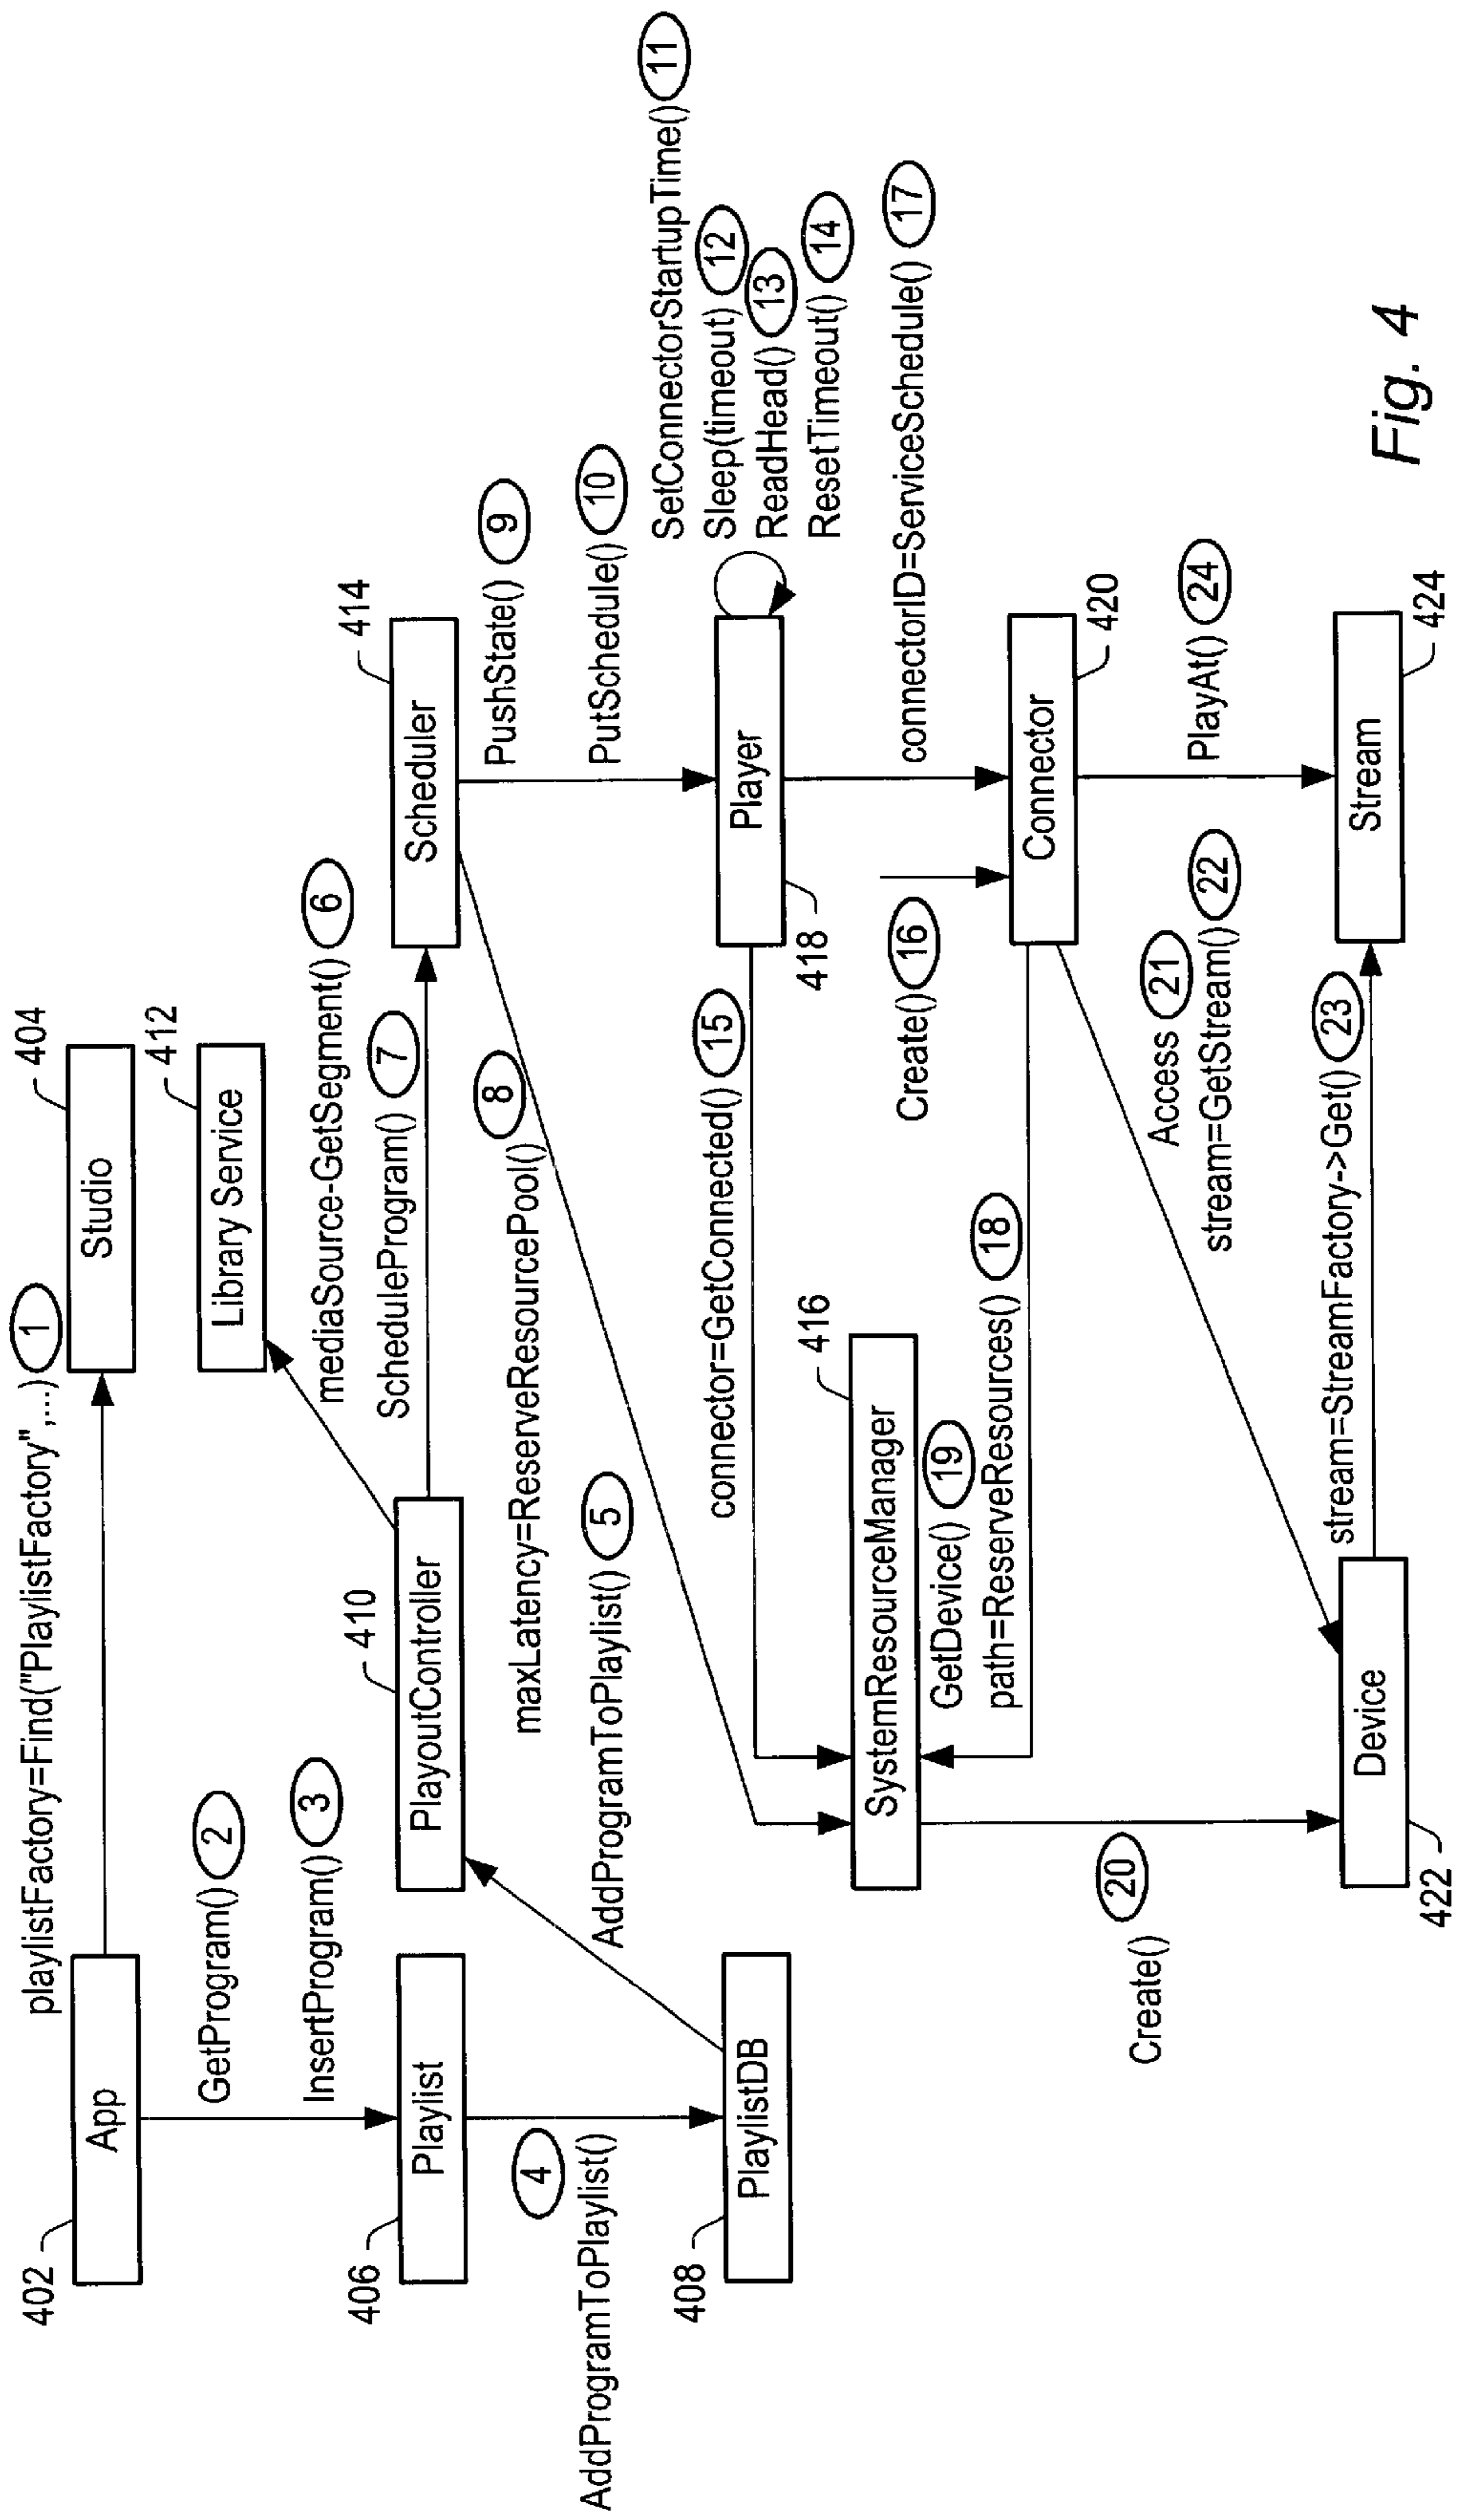 playlistFactory=Find("PlaylistFactory",...) 1
404
402
App
Studio
412
GetProgram() 2
Library Service
InsertProgram() 3
mediaSource-GetSegment() 6
414
406
410
ScheduleProgram() 7
Playlist
PlayoutController
Scheduler
8
PushState() 9
4
maxLatency=ReserveResourcePool()
AddProgramToPlaylist()
AddProgramToPlaylist() 5
PutSchedule() 10
SetConnectorStartupTime() 11
408
Sleep(timeout) 12
connector=GetConnected() 15
PlaylistDB
Player
ReadHead() 13
416
418
ResetTimeout() 14
SystemResourceManager
Create() 16
connectorID=ServiceSchedule() 17
GetDevice() 19
path=ReserveResources() 18
Connector
420
20
Create()
Access 21
stream=GetStream() 22
PlayAt() 24
stream=StreamFactory->Get() 23
Device
Stream
422
424
Fig. 4